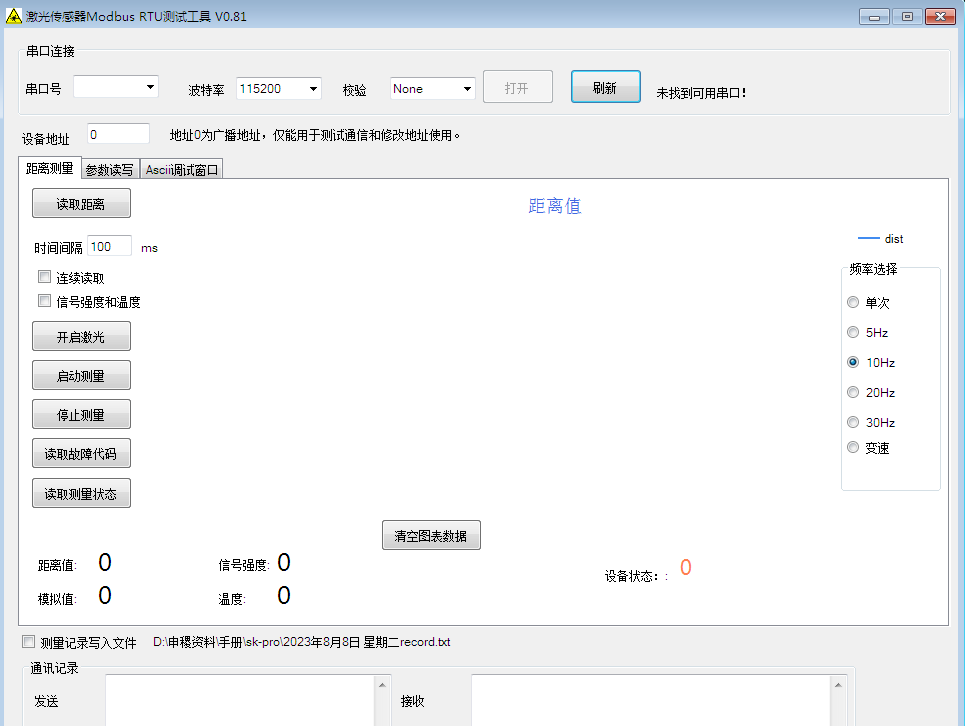 激光传感器Modbus RTU测试工具 V0.81
串口连接
串口号 波特率 115200 校验 None 打开 刷新 未找到可用串口!
设备地址 0 地址0为广播地址，仅能用于测试通信和修改地址使用。
距离测量 参数读写 Ascii调试窗口
读取距离
距离值
时间间隔 100 ms
dist
连续读取
频率选择
信号强度和温度
单次
5Hz
10Hz
20Hz
30Hz
变速
开启激光
启动测量
停止测量
读取故障代码
读取测量状态
清空图表数据
距离值: 0 信号强度: 0 设备状态：: 0
模拟值: 0 温度: 0
测量记录写入文件 D:\申稷资料\手册\sk-pro\2023年8月8日 星期二record.txt
通讯记录
发送 接收